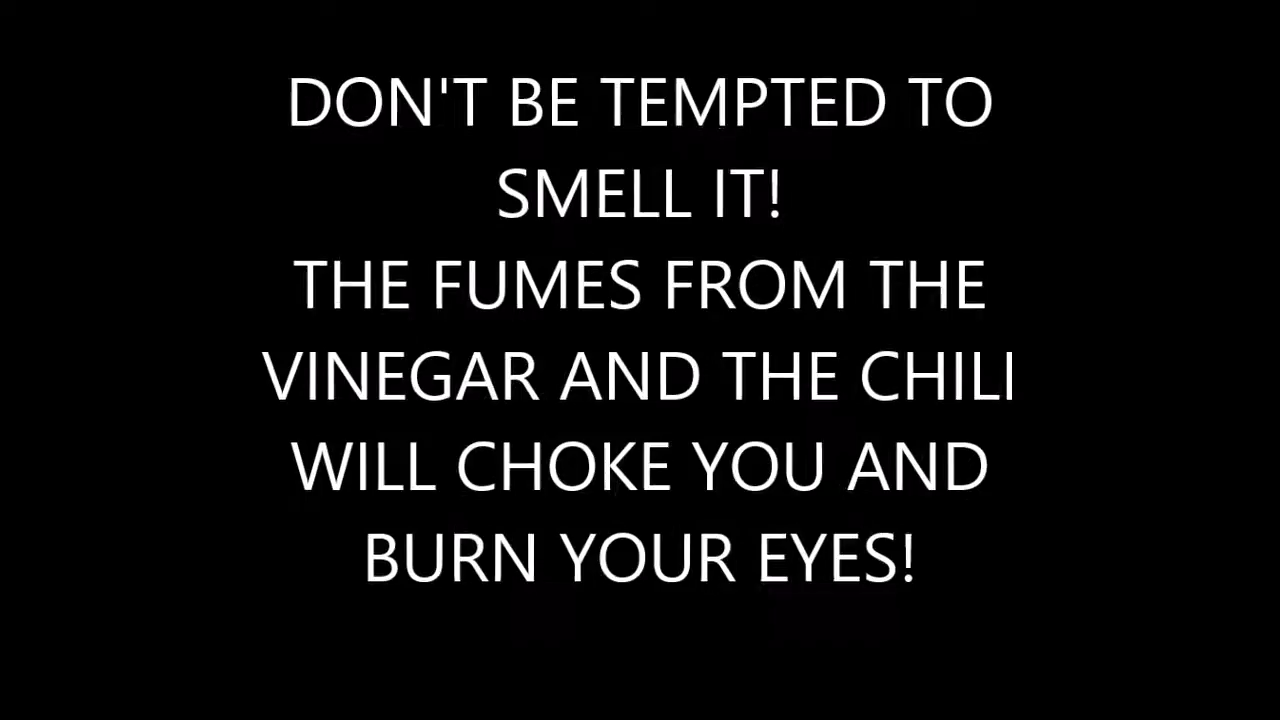 DON'T BE TEMPTED TO
SMELL IT!
THE FUMES FROM THE
VINEGAR AND THE CHILI
WILL CHOKE YOU AND
BURN YOUR EYES!